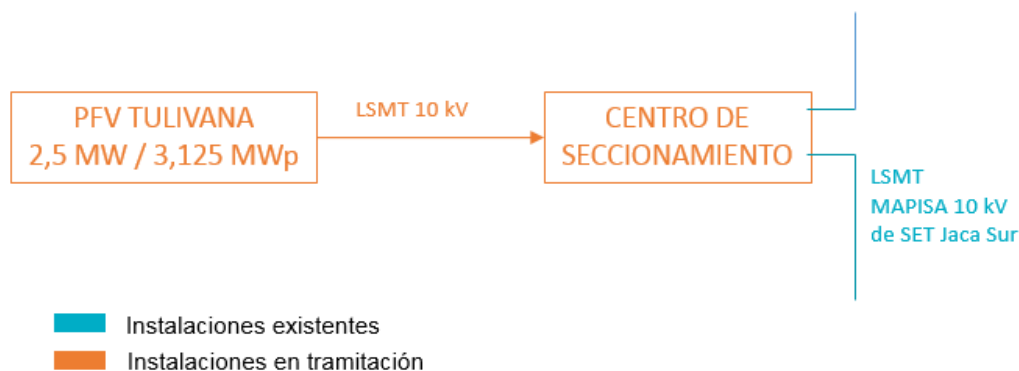 PFV TULIVANA
2,5 MW / 3,125 MWp
LSMT 10 kV
CENTRO DE
SECCIONAMIENTO
LSMT
MAPISA 10 kV
de SET Jaca Sur
Instalaciones existentes
Instalaciones en tramitación